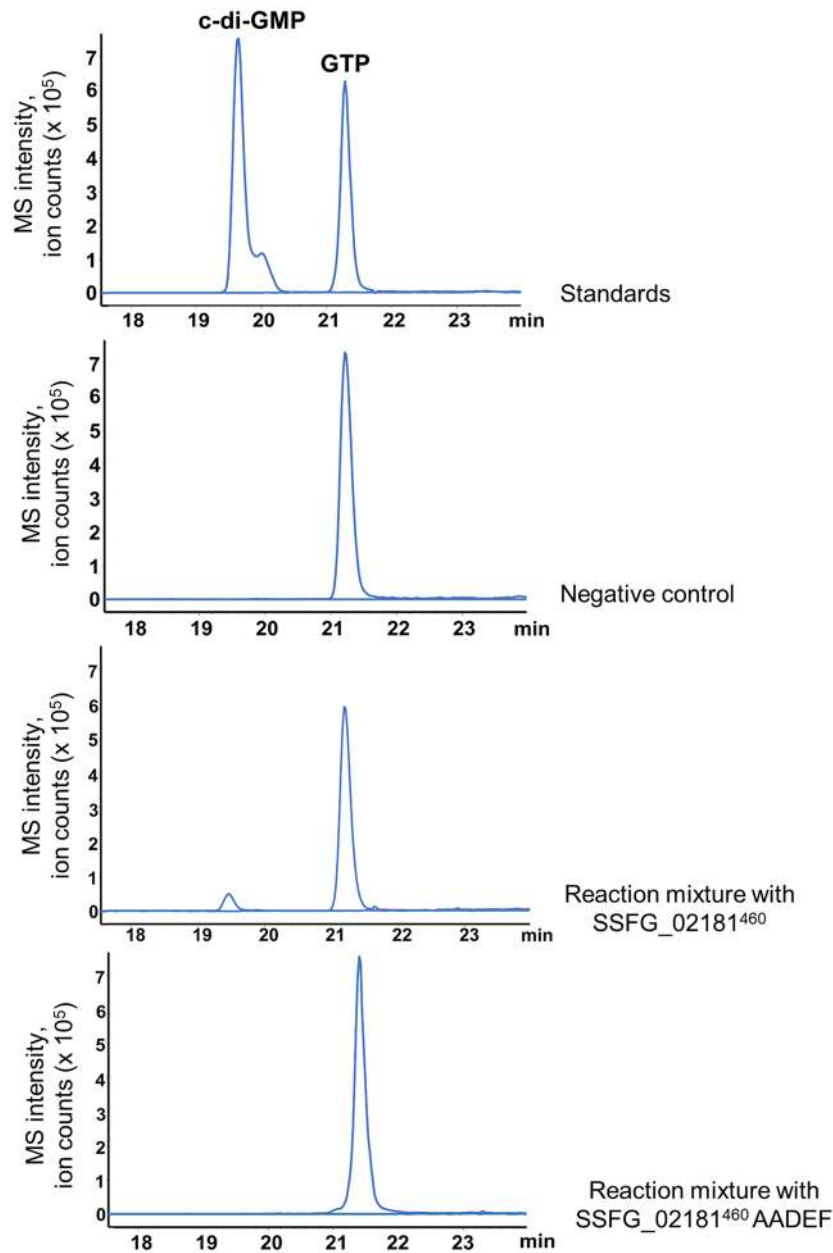 c-di-GMP
GTP
MS intensity,
ion counts (x 10⁵)
7
6
5
4
3
2
1
0
18 19 20 21 22 23 min
Standards
MS intensity,
ion counts (x 10⁵)
7
6
5
4
3
2
1
0
18 19 20 21 22 23 min
Negative control
MS intensity,
ion counts (x 10⁵)
7
6
5
4
3
2
1
0
18 19 20 21 22 23 min
Reaction mixture with
SSFG_02181⁴⁶⁰
MS intensity,
ion counts (x 10⁵)
7
6
5
4
3
2
1
0
18 19 20 21 22 23 min
Reaction mixture with
SSFG_02181⁴⁶⁰ AADEF